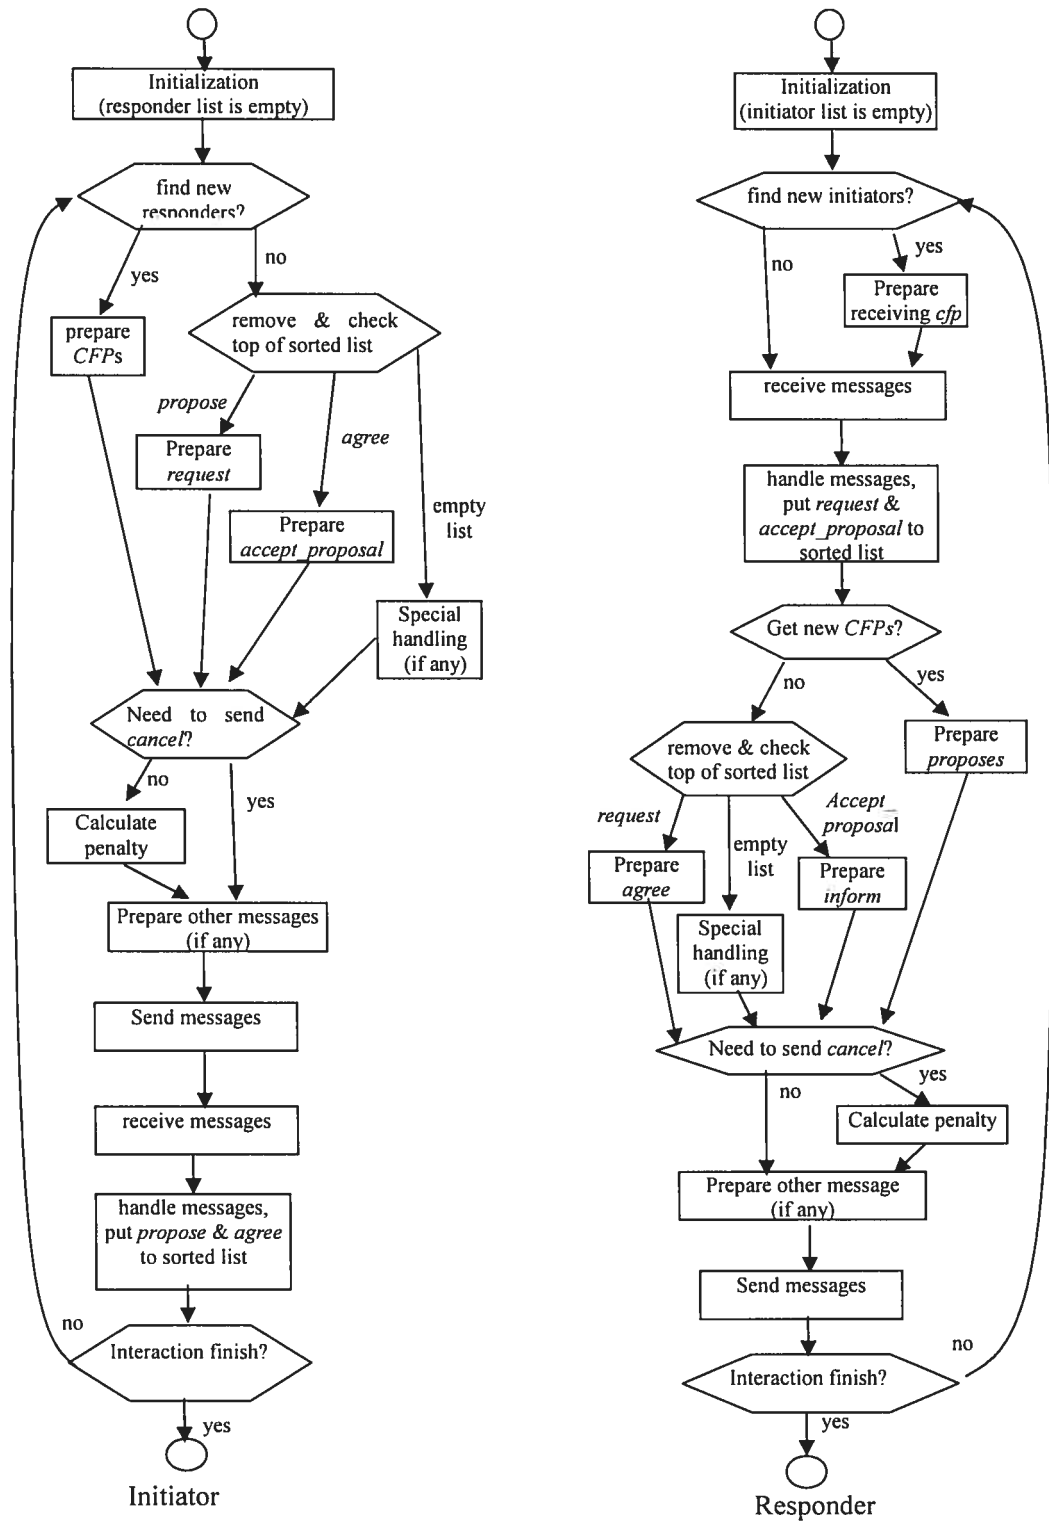 Initialization
(responder list is empty)
find new
responders?
yes
no
prepare
CFPs
remove & check
top of sorted list
propose
agree
empty
list
Prepare
request
Prepare
accept_proposal
Special
handling
(if any)
Need to send
cancel?
no
yes
Calculate
penalty
Prepare other messages
(if any)
Send messages
receive messages
handle messages,
put propose & agree
to sorted list
no
Interaction finish?
yes
Initiator
Initialization
(initiator list is empty)
find new initiators?
no
yes
Prepare
receiving cfp
receive messages
handle messages,
put request &
accept_proposal to
sorted list
Get new CFPs?
no
yes
remove & check
top of sorted list
Prepare
proposes
request
empty
list
Accept
proposal
Prepare
agree
Special
handling
(if any)
Prepare
inform
Need to send cancel?
no
yes
Calculate penalty
Prepare other message
(if any)
Send messages
no
Interaction finish?
yes
Responder